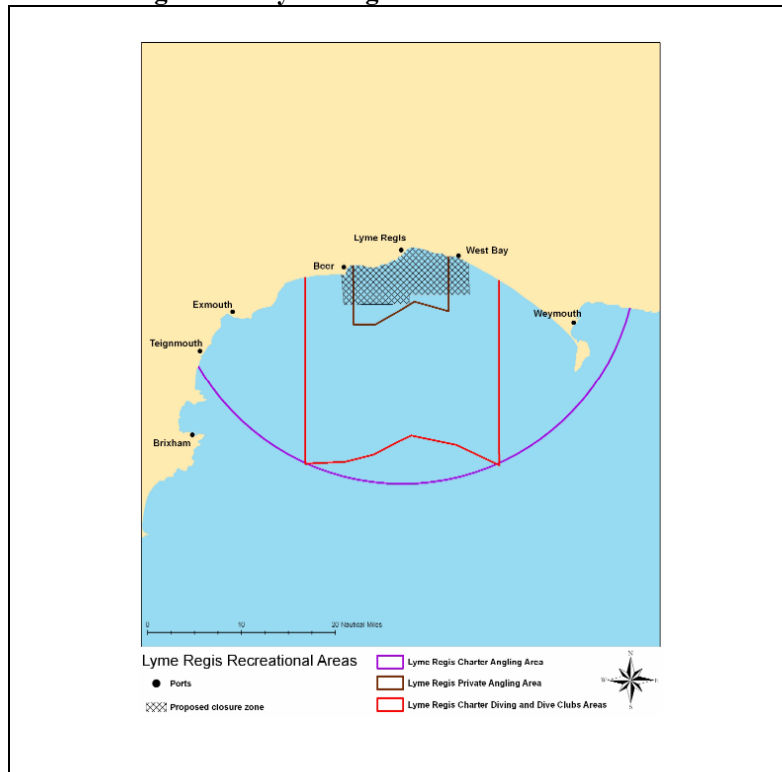 Lyme Regis
West Bay
Beer
Exmouth
Weymouth
Teignmouth
Brixham
0 10 20 Nautical Miles
Lyme Regis Recreational Areas
Ports
Proposed closure zone
Lyme Regis Charter Angling Area
Lyme Regis Private Angling Area
Lyme Regis Charter Diving and Dive Clubs Areas
N
W E
S